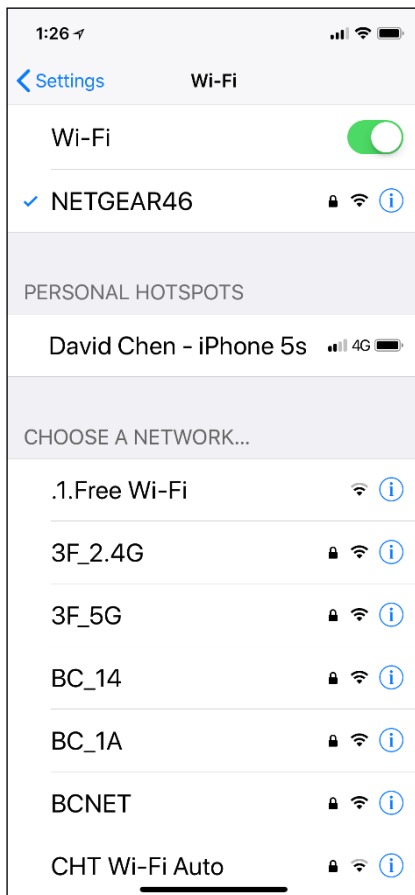 1:26
Settings Wi-Fi
Wi-Fi
NETGEAR46
PERSONAL HOTSPOTS
David Chen - iPhone 5s 4G
CHOOSE A NETWORK...
.1.Free Wi-Fi
3F_2.4G
3F_5G
BC_14
BC_1A
BCNET
CHT Wi-Fi Auto